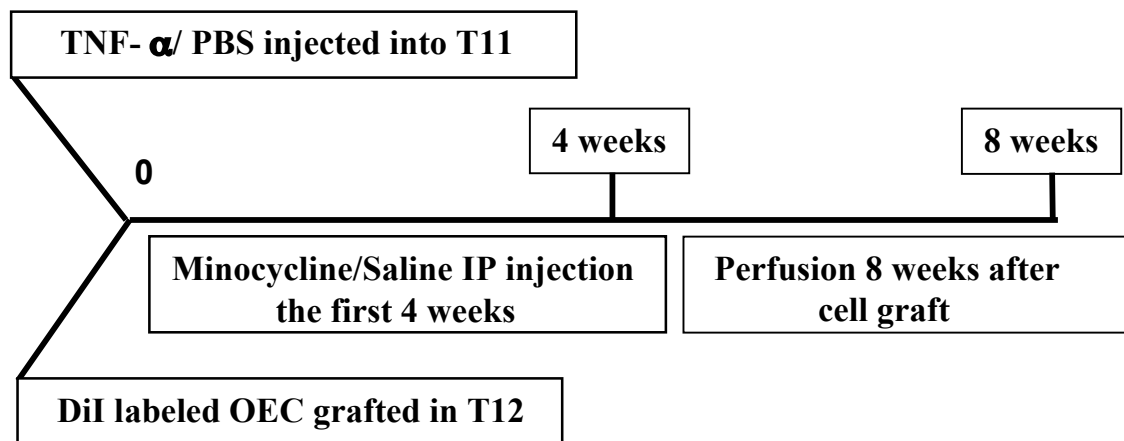 TNF- α/ PBS injected into T11
4 weeks
8 weeks
0
Minocycline/Saline IP injection
the first 4 weeks
Perfusion 8 weeks after
cell graft
DiI labeled OEC grafted in T12